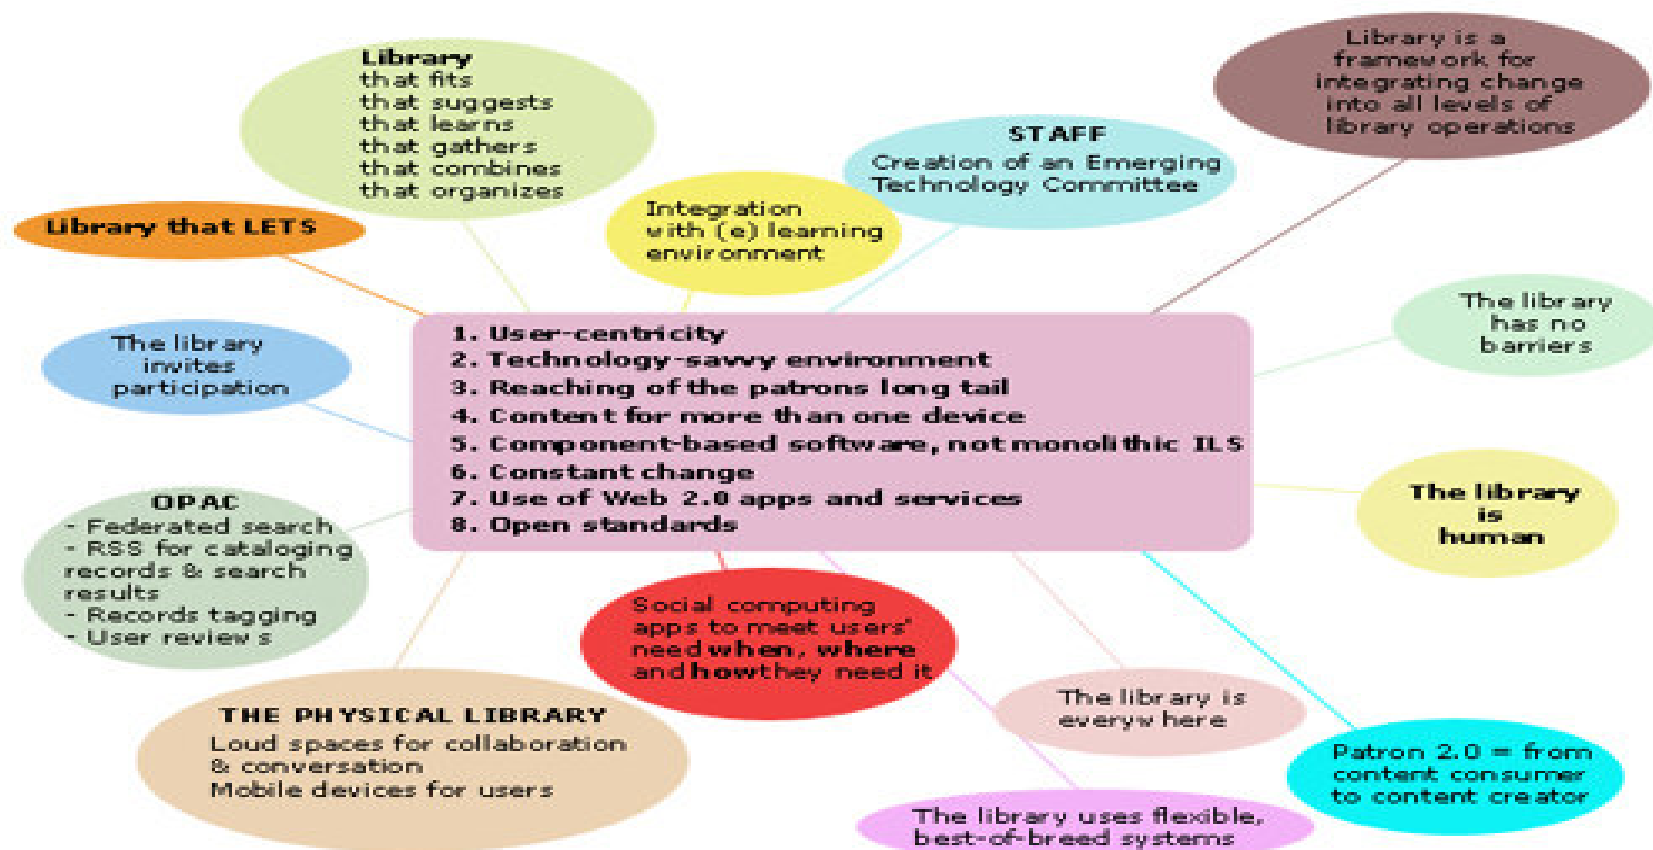 Library
that fits
that suggests
that learns
that gathers
that combines
that organizes
Library is a
framework for
integrating change
into all levels of
library operations
STAFF
Creation of an Emerging
Technology Committee
Integration
with (e) learning
environment
Library that LETS
The library
invites
participation
The library
has no
barriers
1. User-centricity
2. Technology-savvy environment
3. Reaching of the patrons long tail
4. Content for more than one device
5. Component-based software, not monolithic ILS
6. Constant change
7. Use of Web 2.0 apps and services
8. Open standards
The library
is
human
OPAC
- Federated search
- RSS for cataloging
records & search
results
- Records tagging
- User reviews
Social computing
apps to meet users'
need when, where
and how they need it
THE PHYSICAL LIBRARY
Loud spaces for collaboration
& conversation
Mobile devices for users
The library is
everywhere
Patron 2.0 = from
content consumer
to content creator
The library uses flexible,
best-of-breed systems